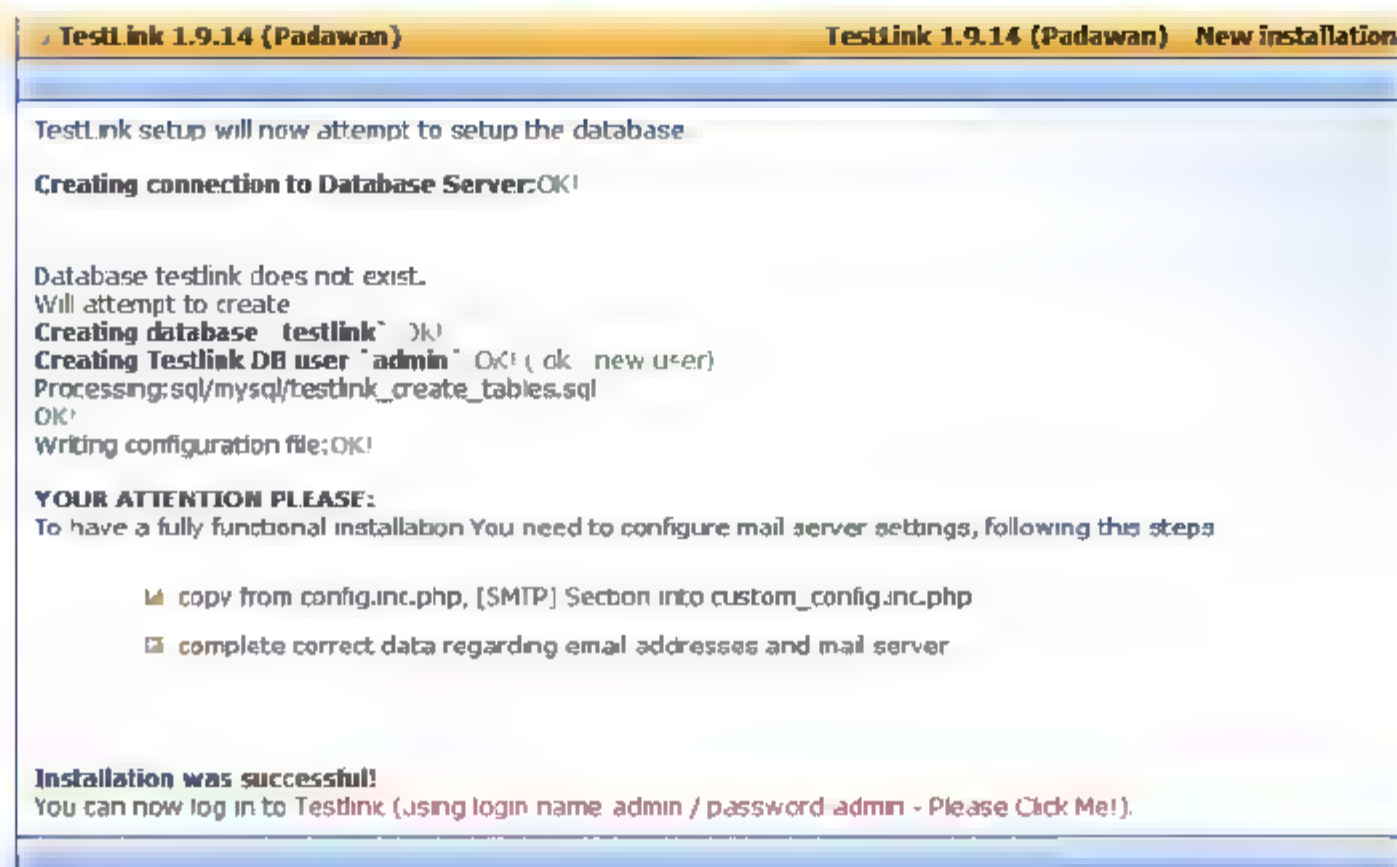 TestLink 1.9.14 (Padawan) TestLink 1.9.14 (Padawan) New installation
TestLink setup will now attempt to setup the database
Creating connection to Database Server:OK!
Database testlink does not exist.
Will attempt to create
Creating database `testlink` OK!
Creating Testlink DB user `admin` OK! ( ok new user)
Processing:sql/mysql/testlink_create_tables.sql
OK!
Writing configuration file:OK!
YOUR ATTENTION PLEASE:
To have a fully functional installation You need to configure mail server settings, following this steps
copy from config.inc.php, [SMTP] Section into custom_config.inc.php
complete correct data regarding email addresses and mail server
Installation was successful!
You can now log in to Testlink (using login name admin / password admin - Please Click Me!).